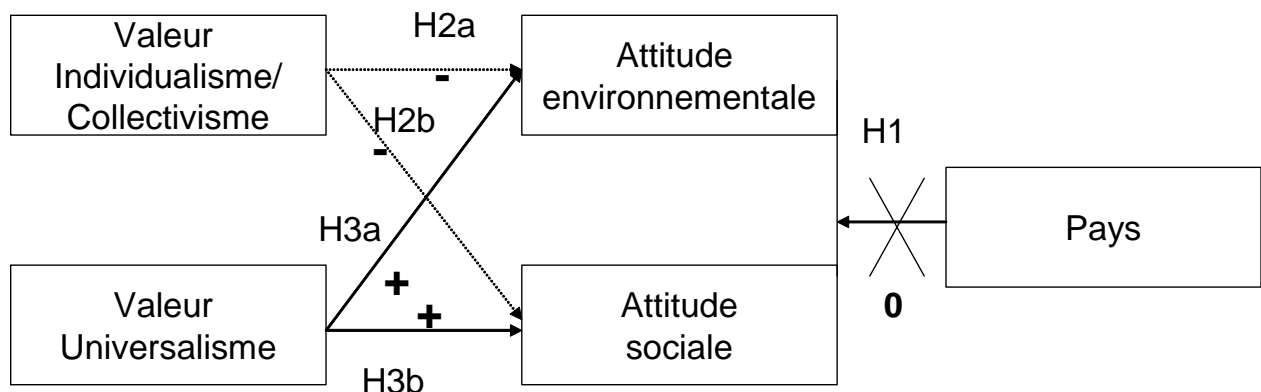 Valeur
Individualisme/
Collectivisme
H2a
-
Attitude
environnementale
H2b
-
H1
Pays
0
H3a
+
+
Valeur
Universalisme
H3b
Attitude
sociale